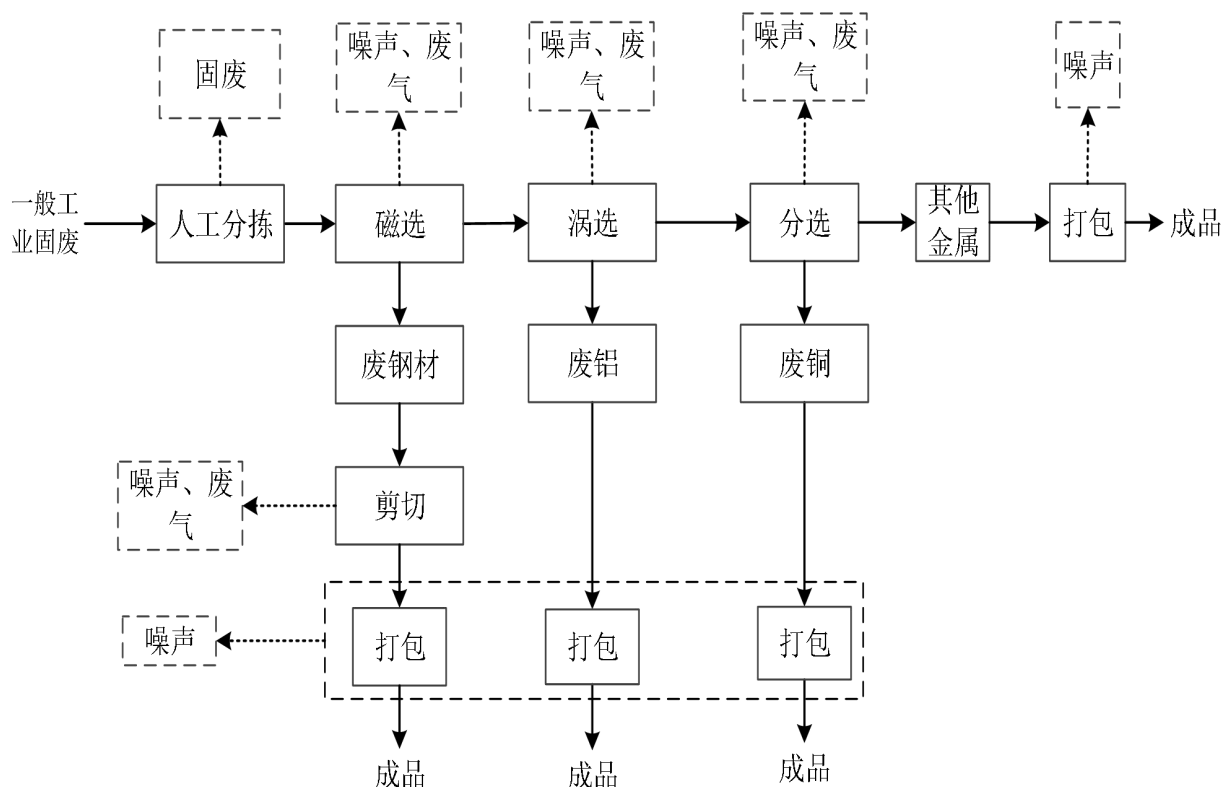 固废
噪声、废
气
噪声、废
气
噪声、废
气
噪声
一般工
业固废
人工分拣
磁选
涡选
分选
其他
金属
打包
成品
废钢材
废铝
废铜
噪声、废
气
剪切
噪声
打包
打包
打包
成品
成品
成品